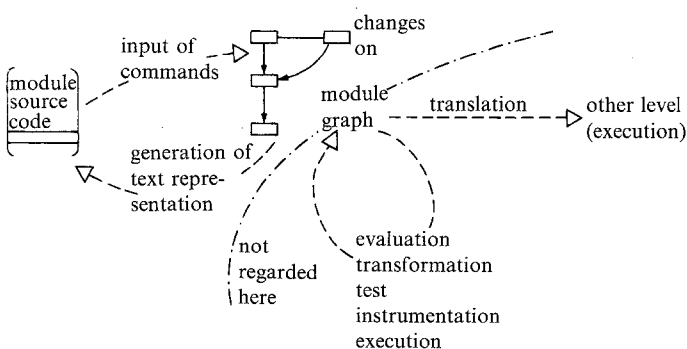 changes
on
input of
commands
module
source
code
module
graph
translation
other level
(execution)
generation of
text repre-
sentation
not
regarded
here
evaluation
transformation
test
instrumentation
execution